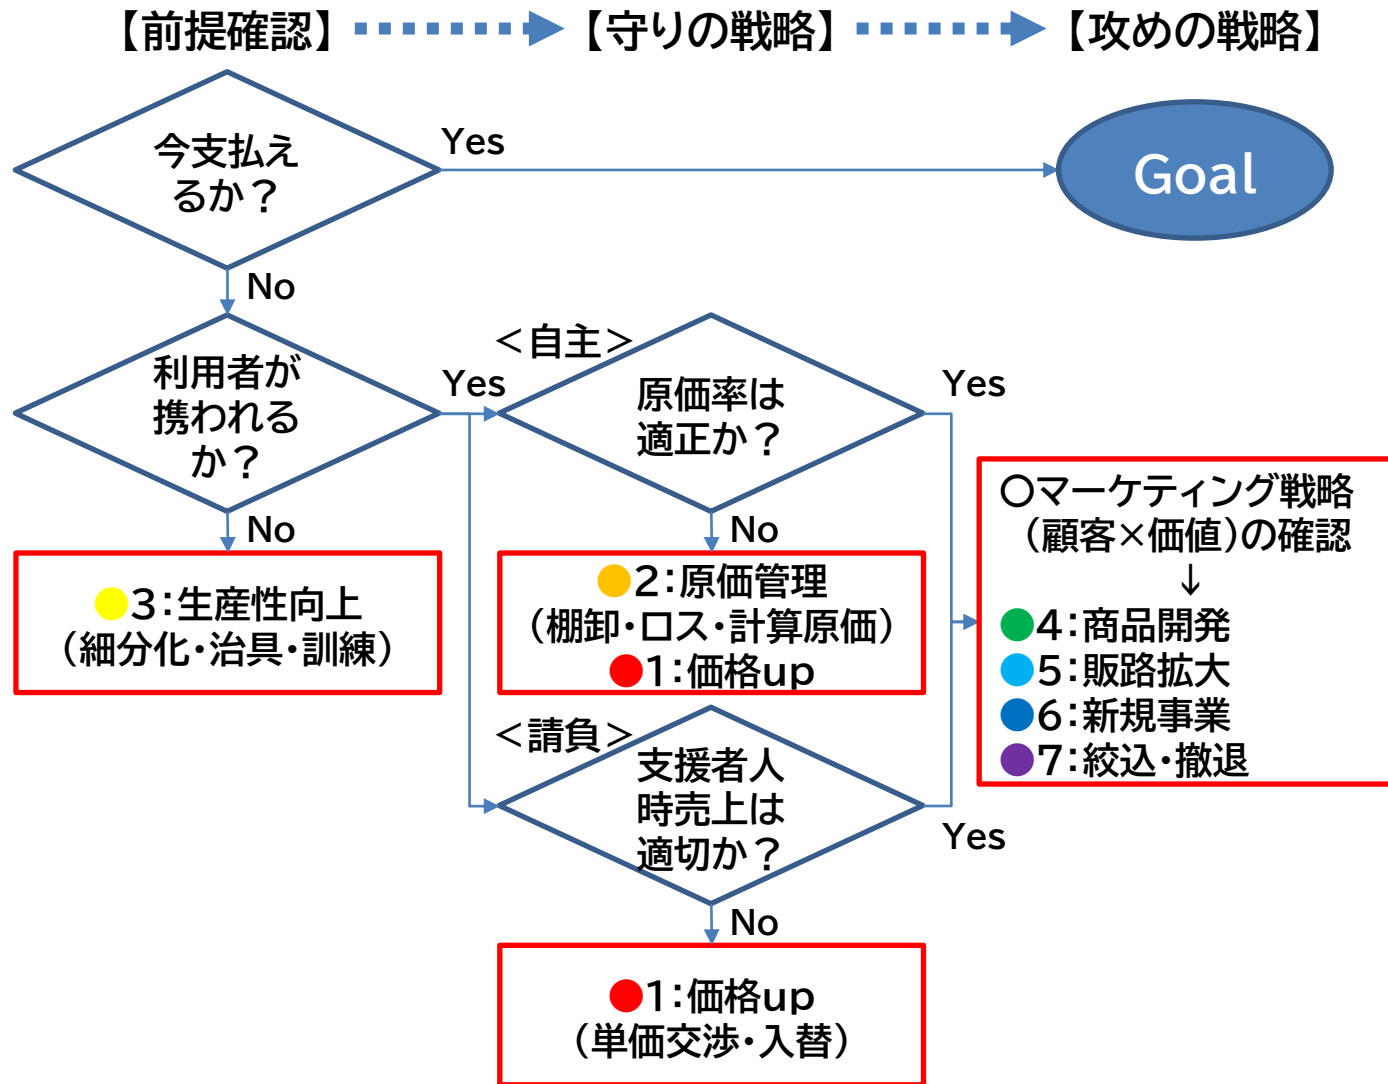 【前提確認】
【守りの戦略】
【攻めの戦略】
今支払え
るか？
Yes
Goal
No
利用者が
携われる
か？
Yes
＜自主＞
原価率は
適正か？
Yes
No
No
●3：生産性向上
（細分化・治具・訓練）
●2：原価管理
（棚卸・ロス・計算原価）
●1：価格up
〇マーケティング戦略
（顧客×価値）の確認
↓
●4：商品開発
●5：販路拡大
●6：新規事業
●7：絞込・撤退
＜請負＞
支援者人
時売上は
適切か？
Yes
No
●1：価格up
（単価交渉・入替）